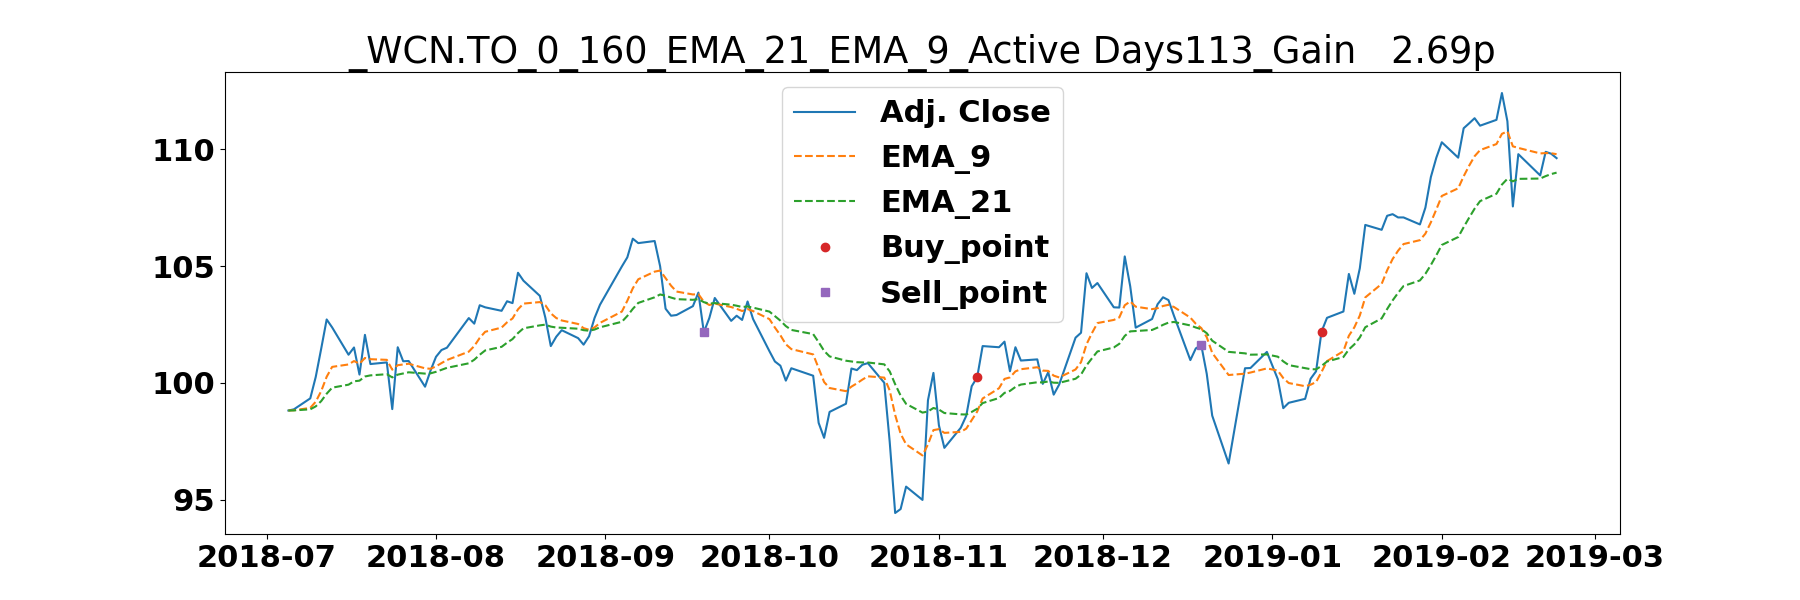 _WCN.TO_0_160_EMA_21_EMA_9_Active Days113_Gain   2.69p
Adj. Close
EMA_9
EMA_21
Buy_point
Sell_point
110
105
100
95
2018-07 2018-08 2018-09 2018-10 2018-11 2018-12 2019-01 2019-02 2019-03